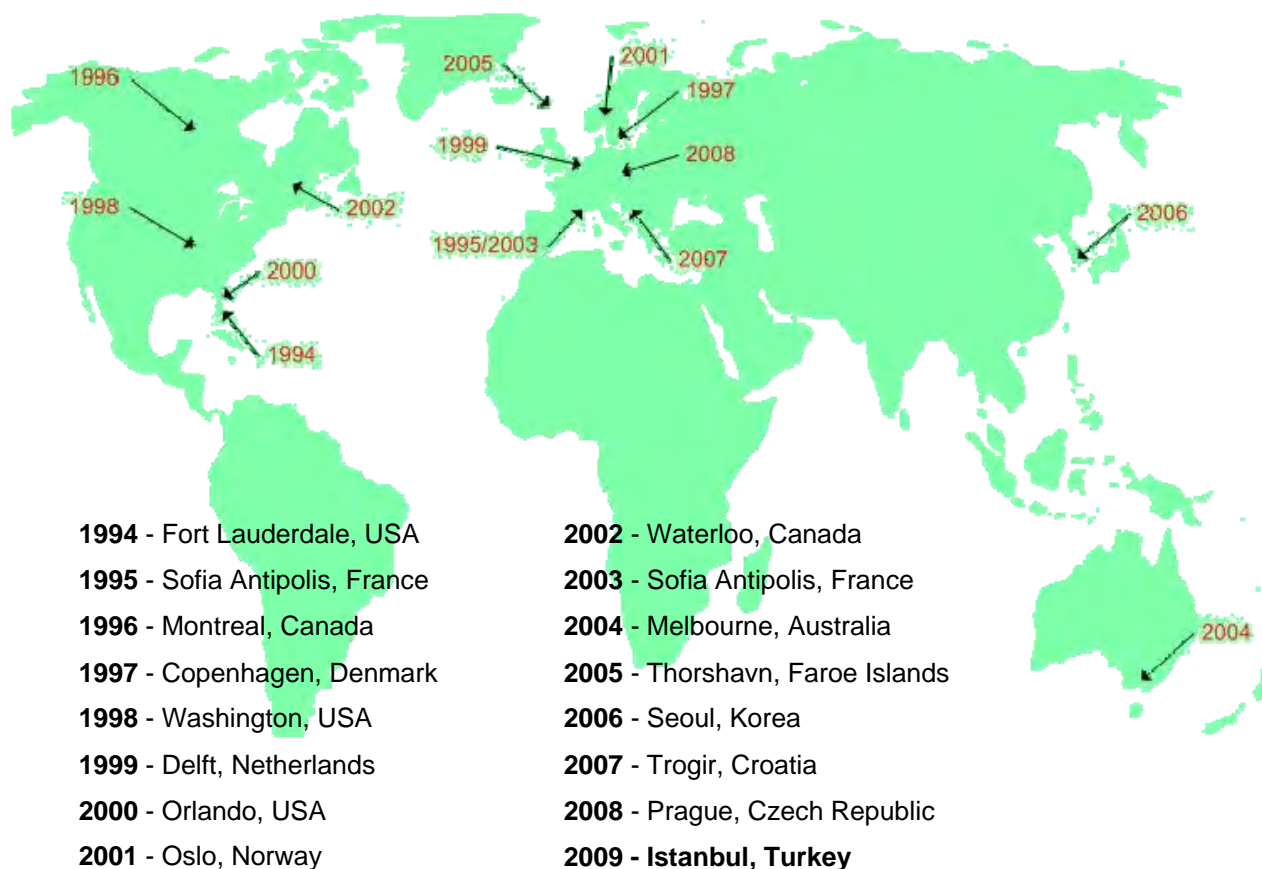 2001
2005
1996
1997
1999
2008
1998
2002
2006
1995/2003
2007
2000
1994
2004
1994 - Fort Lauderdale, USA
1995 - Sofia Antipolis, France
1996 - Montreal, Canada
1997 - Copenhagen, Denmark
1998 - Washington, USA
1999 - Delft, Netherlands
2000 - Orlando, USA
2001 - Oslo, Norway
2002 - Waterloo, Canada
2003 - Sofia Antipolis, France
2004 - Melbourne, Australia
2005 - Thorshavn, Faroe Islands
2006 - Seoul, Korea
2007 - Trogir, Croatia
2008 - Prague, Czech Republic
2009 - Istanbul, Turkey